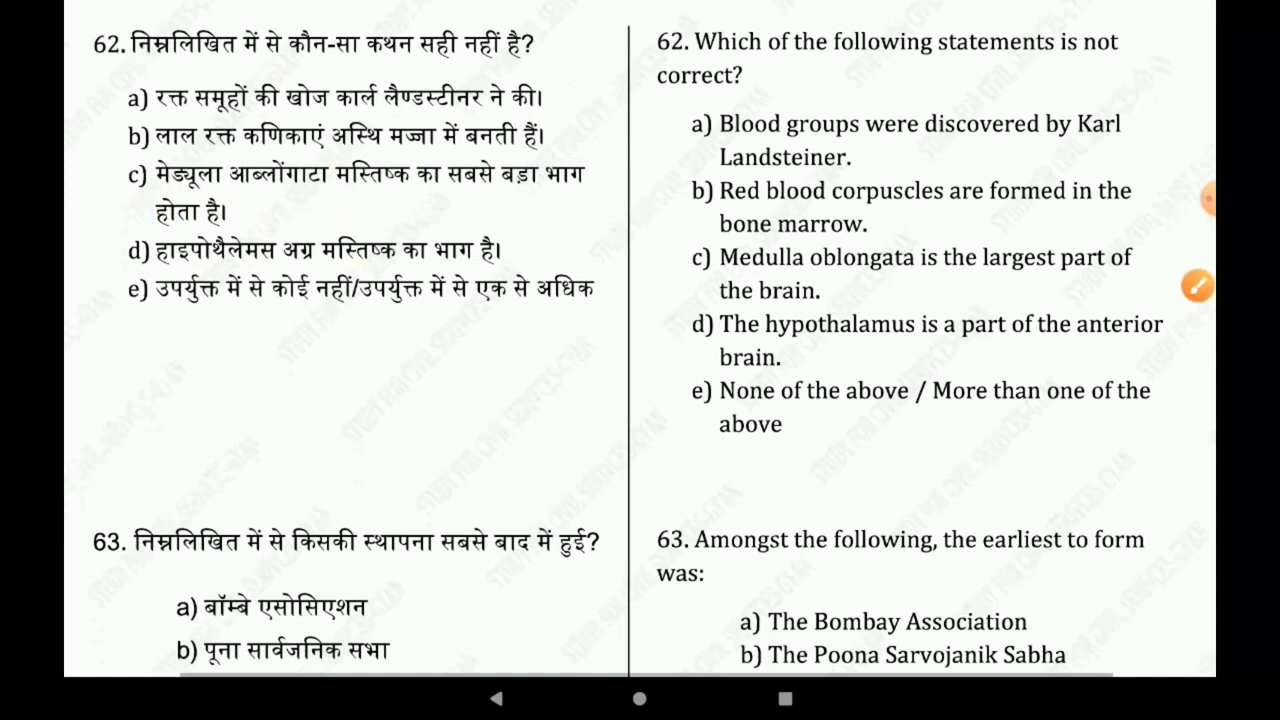 62. निम्नलिखित में से कौन-सा कथन सही नहीं है?
a) रक्त समूहों की खोज कार्ल लैण्डस्टीनर ने की।
b) लाल रक्त कणिकाएं अस्थि मज्जा में बनती हैं।
c) मेड्यूला आब्लोंगाटा मस्तिष्क का सबसे बड़ा भाग
होता है।
d) हाइपोथैलेमस अग्र मस्तिष्क का भाग है।
e) उपर्युक्त में से कोई नहीं/उपर्युक्त में से एक से अधिक
63. निम्नलिखित में से किसकी स्थापना सबसे बाद में हुई?
a) बॉम्बे एसोसिएशन
b) पूना सार्वजनिक सभा
62. Which of the following statements is not
correct?
a) Blood groups were discovered by Karl
Landsteiner.
b) Red blood corpuscles are formed in the
bone marrow.
c) Medulla oblongata is the largest part of
the brain.
d) The hypothalamus is a part of the anterior
brain.
e) None of the above / More than one of the
above
63. Amongst the following, the earliest to form
was:
a) The Bombay Association
b) The Poona Sarvojanik Sabha